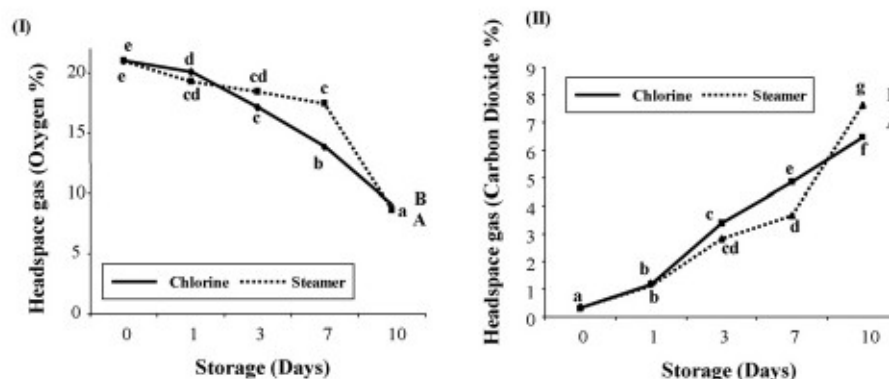 (I)
Headspace gas (Oxygen %)
20
15
10
5
0
e
e
d
cd
cd
c
c
b
a
B
A
Chlorine
Steamer
0 1 3 7 10
Storage (Days)
(II)
Headspace gas (Carbon Dioxide %)
9
8
7
6
5
4
3
2
1
0
Chlorine
Steamer
a
b
b
c
cd
e
d
g
f
0 1 3 7 10
Storage (Days)